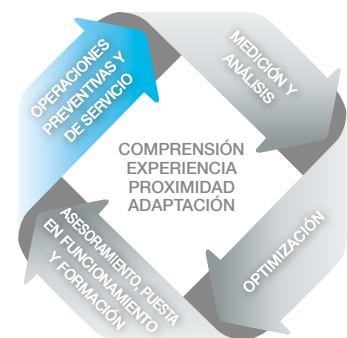 OPERACIONES
PREVENTIVAS Y
DE SERVICIO
MEDICIÓN Y
ANÁLISIS
COMPRENSIÓN
EXPERIENCIA
PROXIMIDAD
ADAPTACIÓN
OPTIMIZACIÓN
ASESORAMIENTO, PUESTA
EN FUNCIONAMIENTO
Y FORMACIÓN